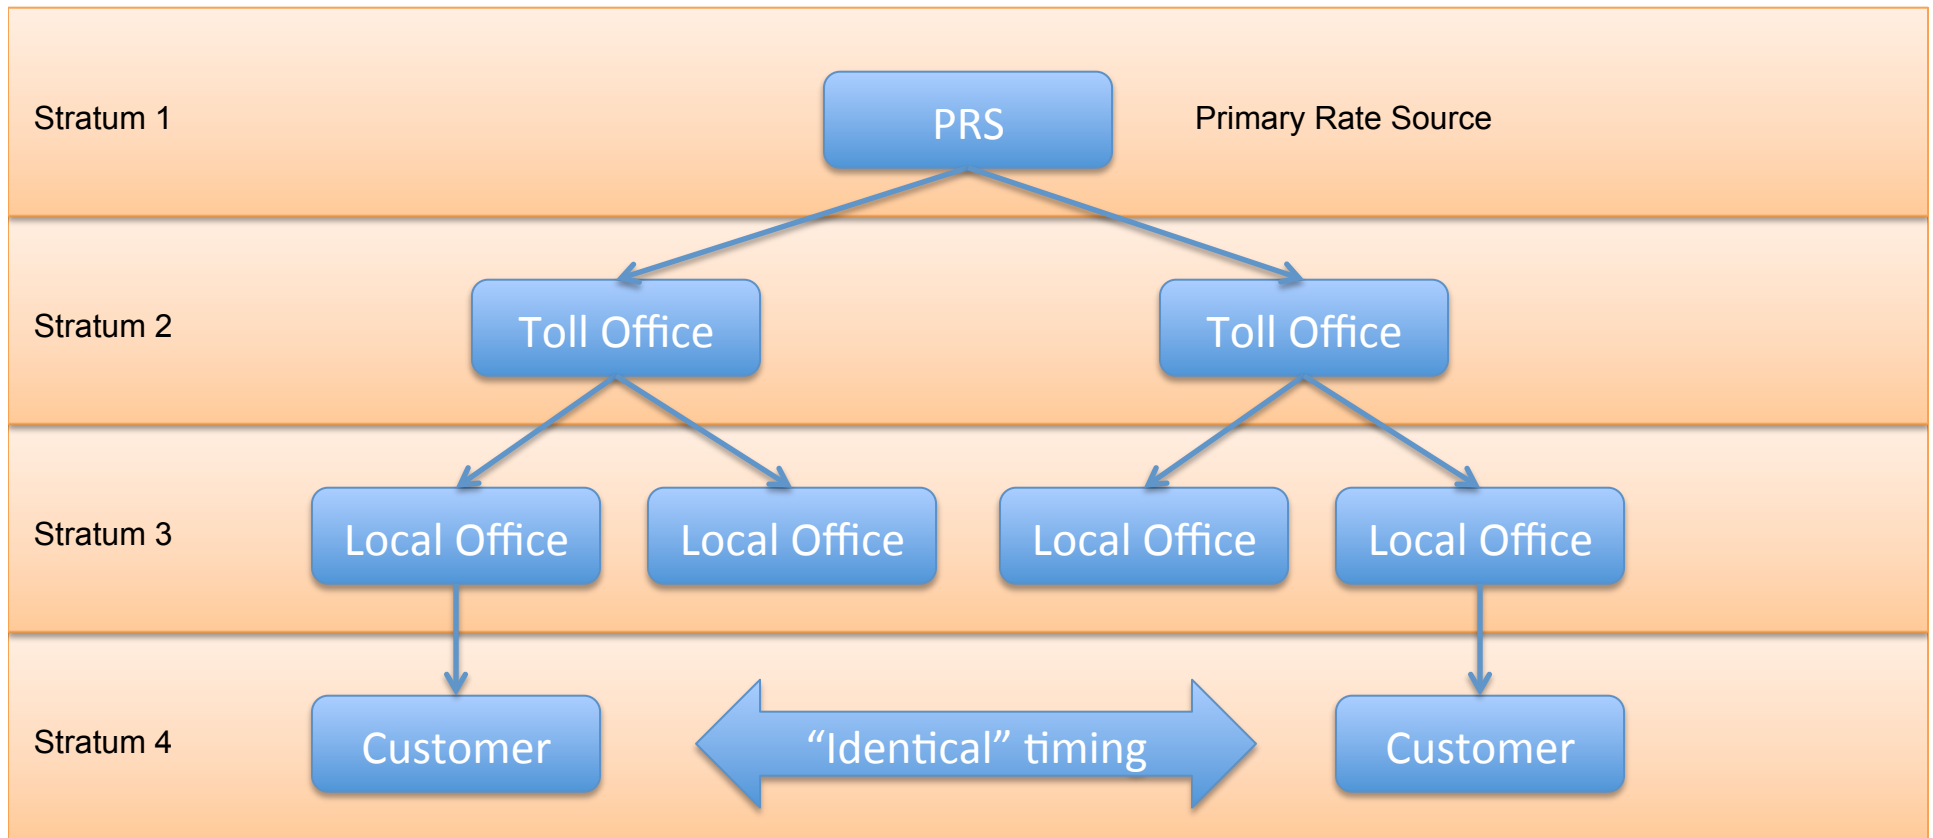 Stratum 1
PRS
Primary Rate Source
Stratum 2
Toll Office
Toll Office
Stratum 3
Local Office
Local Office
Local Office
Local Office
Stratum 4
Customer
“Identical” timing
Customer